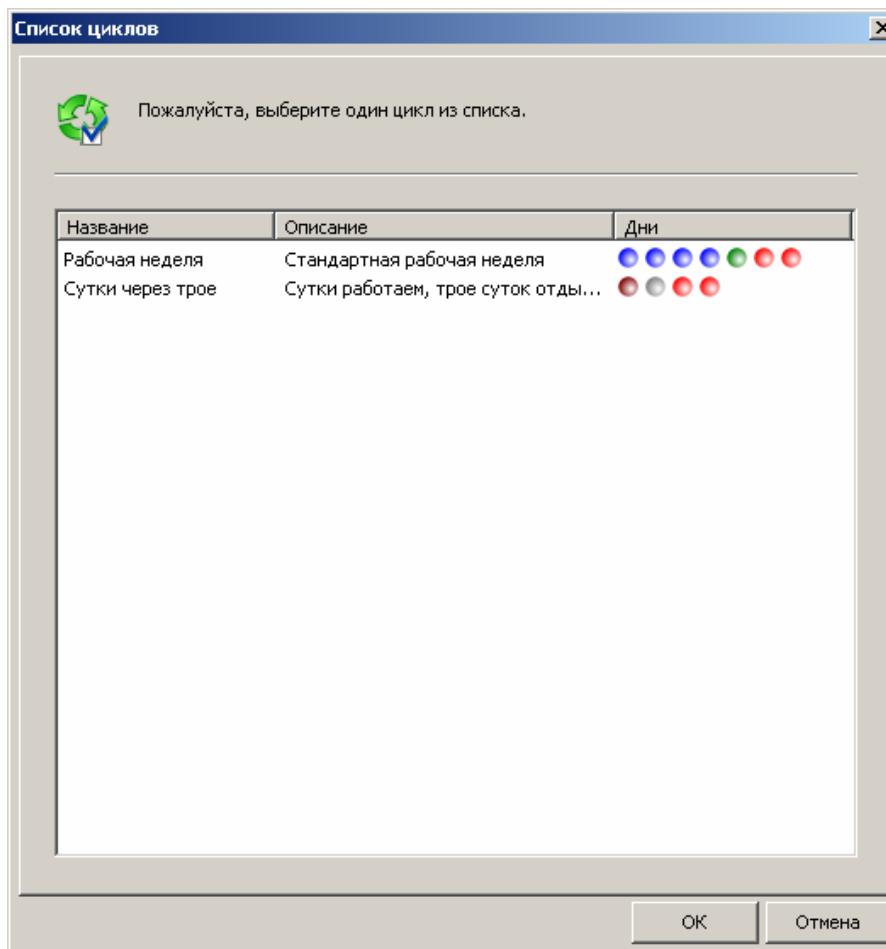 Список циклов
Пожалуйста, выберите один цикл из списка.
Название Описание Дни
Рабочая неделя Стандартная рабочая неделя
Сутки через трое Сутки работаем, трое суток отды...
ОК Отмена